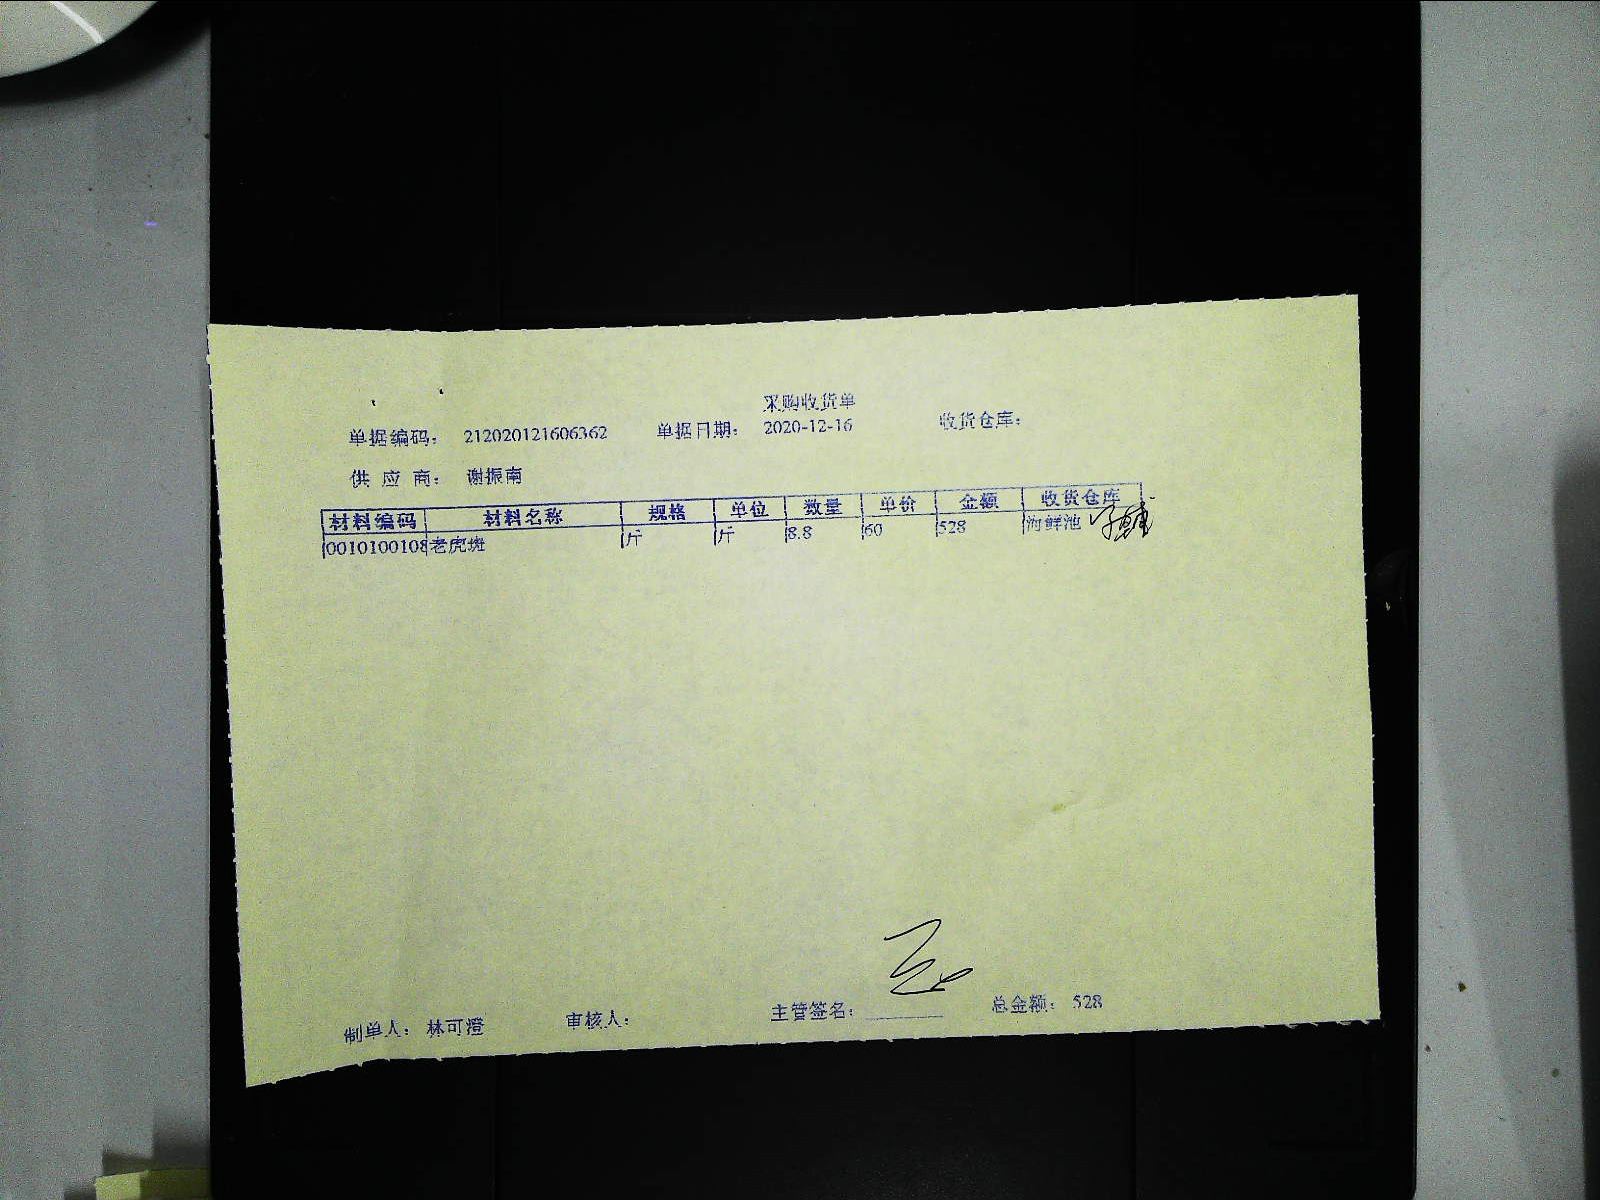 采购收货单
单据编码： 212020121606362 单据日期： 2020-12-16 收货仓库：
供应商： 谢振南
材料编码 材料名称 规格 单位 数量 单价 金额 收货仓库
0010100108 老虎斑 斤 斤 8.8 60 528 海鲜池
制单人： 林可澄 审核人： 主管签名： 总金额： 528